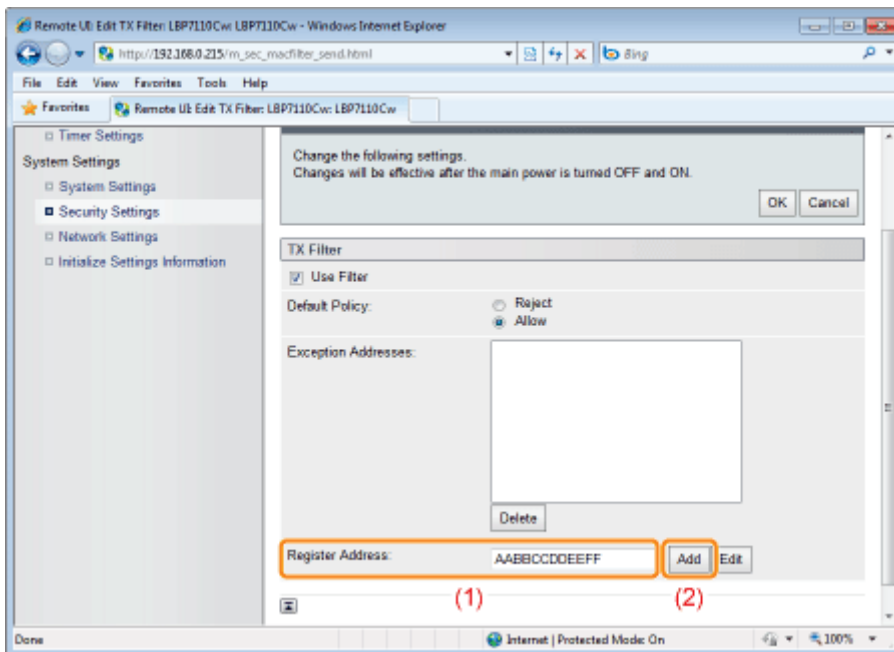 Remote UI: Edit TX Filter: LBP7110Cw: LBP7110Cw - Windows Internet Explorer
http://192.168.0.215/m_sec_macfilter_send.html
Bing
File Edit View Favorites Tools Help
Favorites
Remote UI: Edit TX Filter: LBP7110Cw: LBP7110Cw
Timer Settings
System Settings
System Settings
Security Settings
Network Settings
Initialize Settings Information
Change the following settings.
Changes will be effective after the main power is turned OFF and ON.
OK Cancel
TX Filter
Use Filter
Default Policy:
Reject
Allow
Exception Addresses:
Delete
Register Address:
AABBCCDDEEFF
Add Edit
(1) (2)
Done
Internet | Protected Mode: On
100%